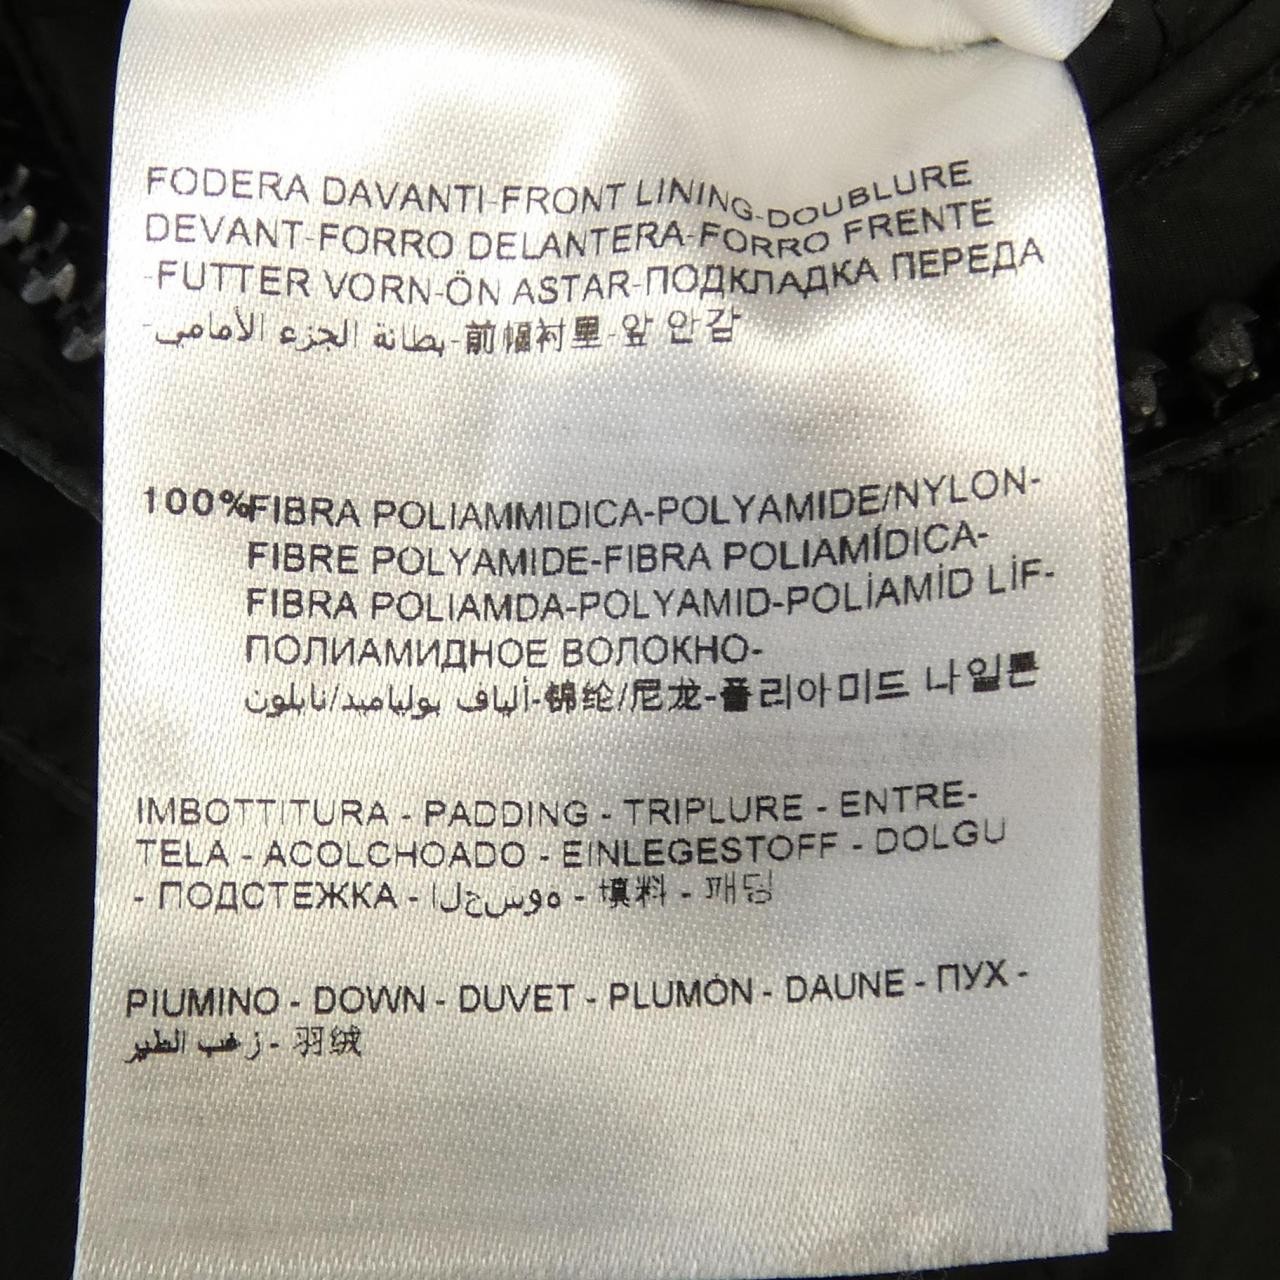 FODERA DAVANTI-FRONT LINING-DOUBLURE
DEVANT-FORRO DELANTERA-FORRO FRENTE
-FUTTER VORN-ÖN ASTAR-ПОДКЛАДКА ПЕРЕДА
-بطانة الجزء الأمامي-前幅衬里-앞 안감
100%FIBRA POLIAMMIDICA-POLYAMIDE/NYLON-
FIBRE POLYAMIDE-FIBRA POLIAMÍDICA-
FIBRA POLIAMDA-POLYAMID-POLİAMİD LİF-
ПОЛИАМИДНОЕ ВОЛОКНО-
ألياف بولياميد/نايلون-锦纶/尼龙-폴리아미드 나일론
IMBOTTITURA - PADDING - TRIPLURE - ENTRE-
TELA - ACOLCHOADO - EINLEGESTOFF - DOLGU
- ПОДСТЕЖКА - الحسوه - 填料 - 패딩
PIUMINO - DOWN - DUVET - PLUMÓN - DAUNE - ПУХ -
زغب الطير - 羽绒